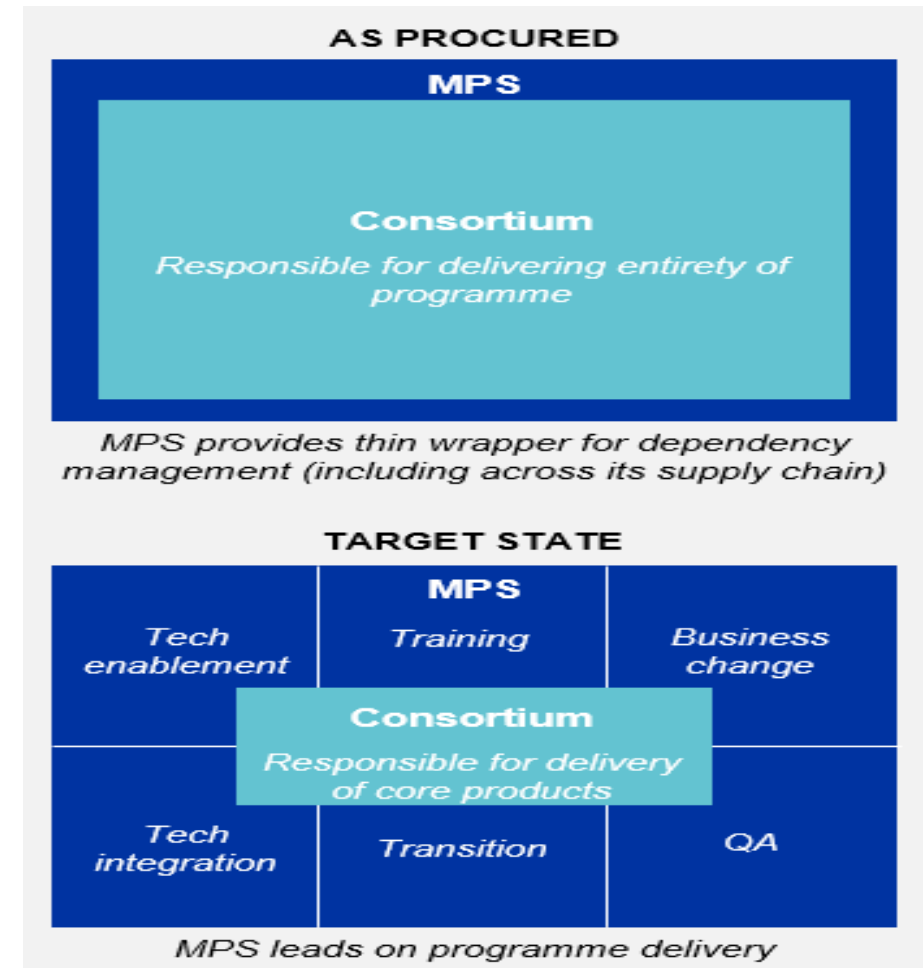 AS PROCURED
MPS
Consortium
Responsible for delivering entirety of
programme
MPS provides thin wrapper for dependency
management (including across its supply chain)
TARGET STATE
MPS
Tech
enablement
Training
Business
change
Consortium
Responsible for delivery
of core products
Tech
integration
Transition
QA
MPS leads on programme delivery